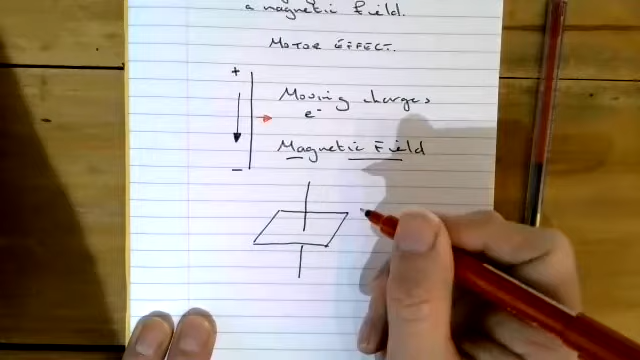 a magnetic field.
MOTOR EFFECT.
+
Moving charges
e⁻
Magnetic Field
−